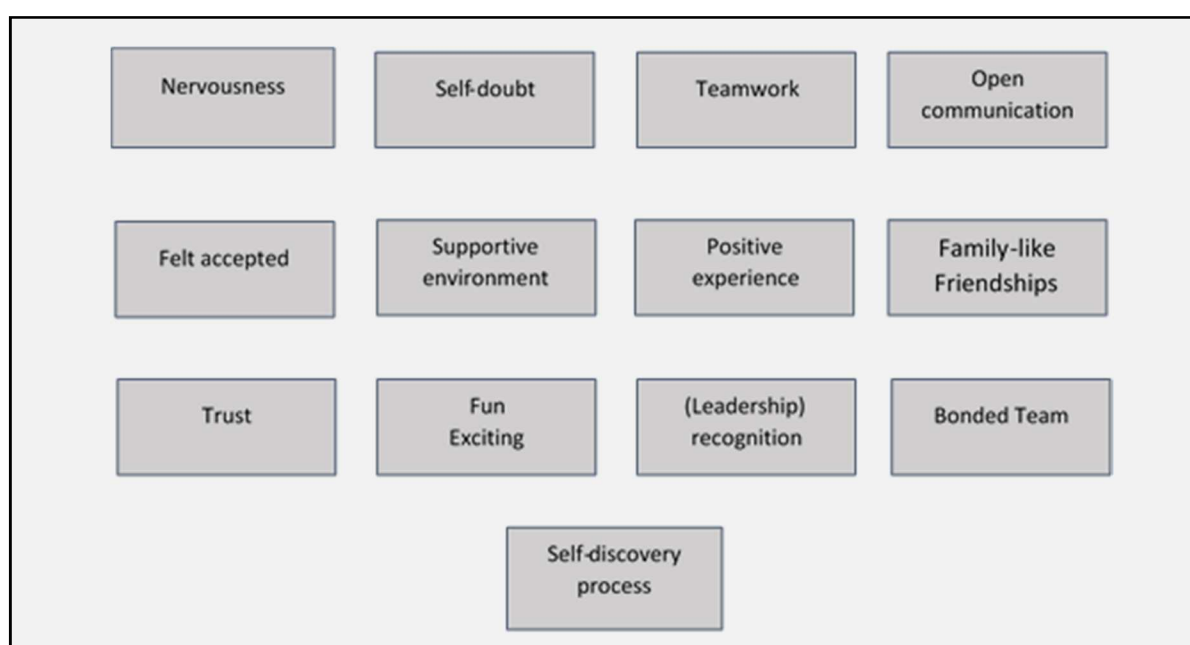 Nervousness
Self-doubt
Teamwork
Open
communication
Felt accepted
Supportive
environment
Positive
experience
Family-like
Friendships
Trust
Fun
Exciting
(Leadership)
recognition
Bonded Team
Self-discovery
process